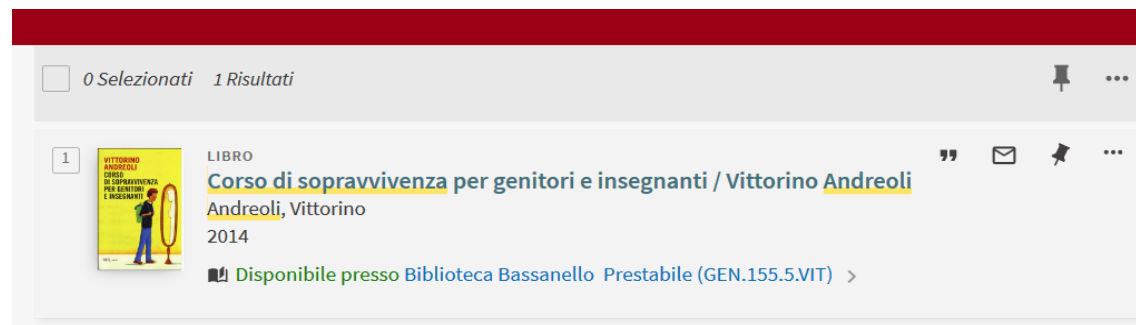 0 Selezionati 1 Risultati
1
VITTORINO
ANDREOLI
CORSO
DI SOPRAVVIVENZA
PER GENITORI
E INSEGNANTI
LIBRO
Corso di sopravvivenza per genitori e insegnanti / Vittorino Andreoli
Andreoli, Vittorino
2014
Disponibile presso Biblioteca Bassanello Prestabile (GEN.155.5.VIT)